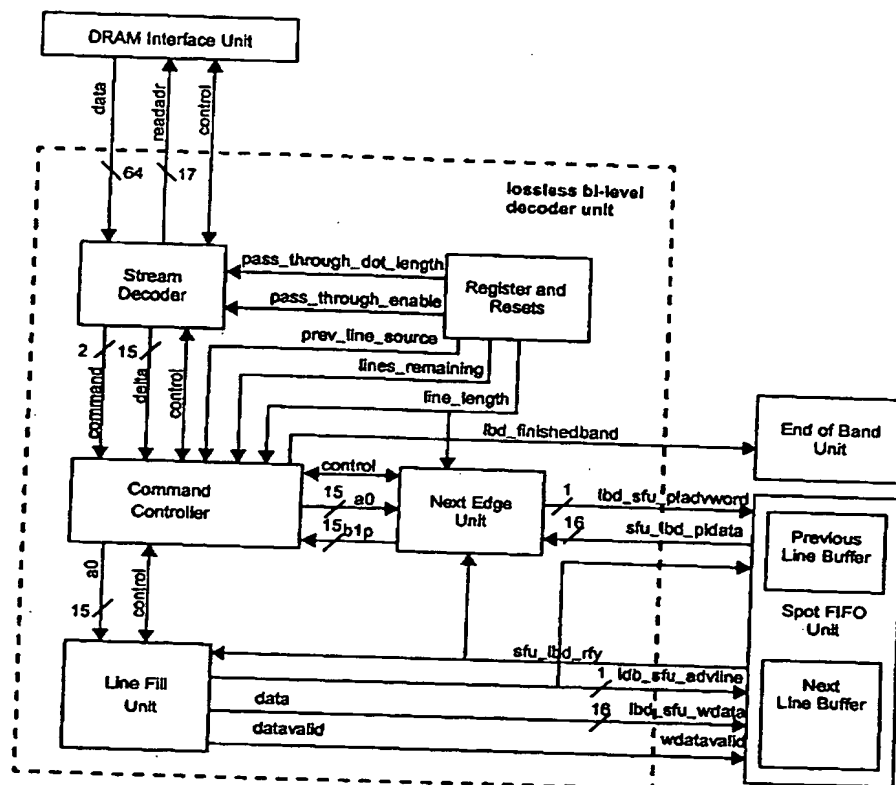 DRAM Interface Unit
data
readadr
control
64
17
lossless bi-level
decoder unit
Stream
Decoder
pass_through_dot_length
pass_through_enable
Register and
Resets
prev_line_source
lines_remaining
line_length
2
15
command
delta
control
lbd_finishedband
End of Band
Unit
Command
Controller
control
15
a0
15
b1p
Next Edge
Unit
1
lbd_sfu_pladvword
16
sfu_lbd_pldata
Previous
Line Buffer
Spot FIFO
Unit
a0
15
control
sfu_lbd_rfy
Line Fill
Unit
1
ldb_sfu_advline
data
16
lbd_sfu_wdata
datavalid
wdatavalid
Next
Line Buffer